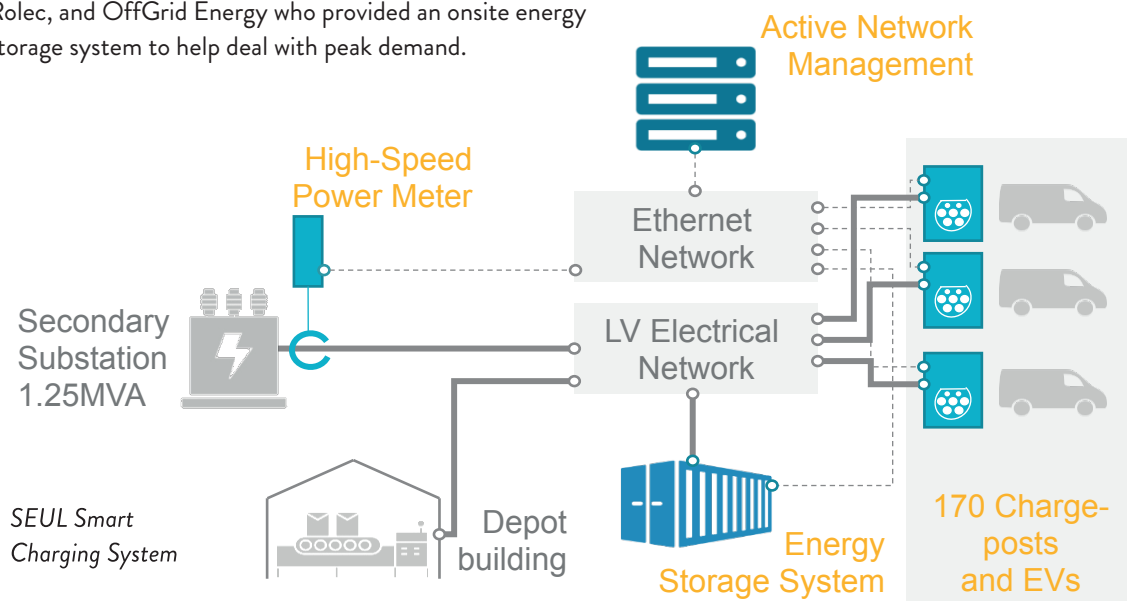 Rolec, and OffGrid Energy who provided an onsite energy
storage system to help deal with peak demand.
Active Network
Management
High-Speed
Power Meter
Ethernet
Network
Secondary
Substation
1.25MVA
LV Electrical
Network
SEUL Smart
Charging System
Depot
building
Energy
Storage System
170 Charge-
posts
and EVs